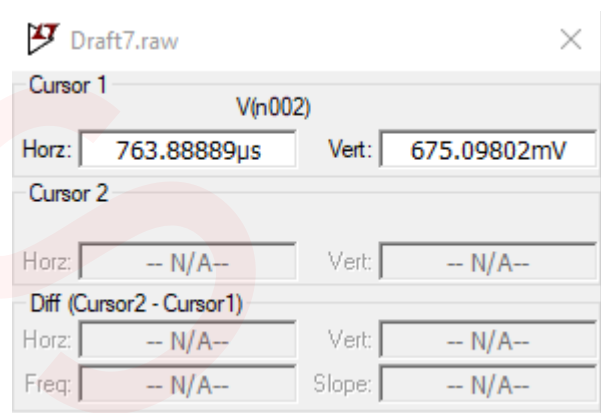 Draft7.raw
Cursor 1
V(n002)
Horz: 763.88889µs Vert: 675.09802mV
Cursor 2
Horz: -- N/A-- Vert: -- N/A--
Diff (Cursor2 - Cursor1)
Horz: -- N/A-- Vert: -- N/A--
Freq: -- N/A-- Slope: -- N/A--